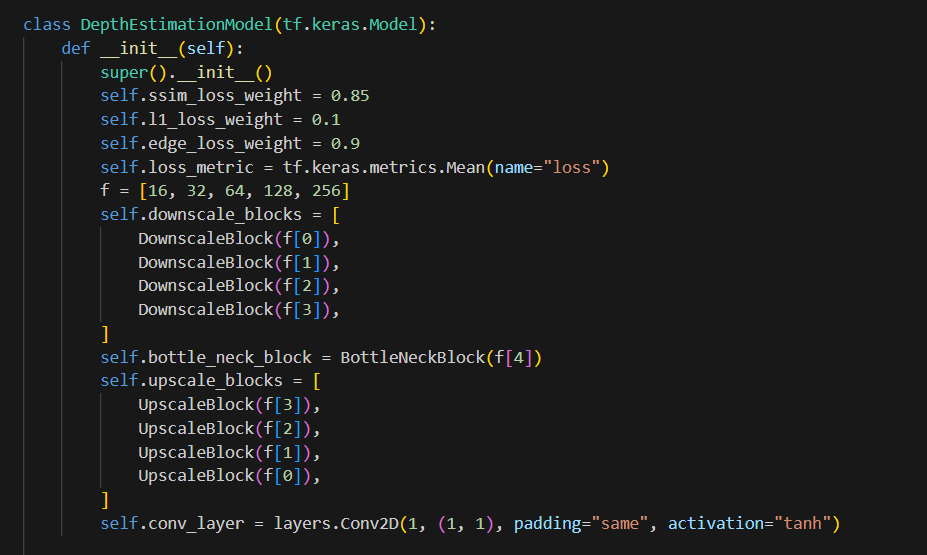 class DepthEstimationModel(tf.keras.Model):
    def __init__(self):
        super().__init__()
        self.ssim_loss_weight = 0.85
        self.l1_loss_weight = 0.1
        self.edge_loss_weight = 0.9
        self.loss_metric = tf.keras.metrics.Mean(name="loss")
        f = [16, 32, 64, 128, 256]
        self.downscale_blocks = [
            DownscaleBlock(f[0]),
            DownscaleBlock(f[1]),
            DownscaleBlock(f[2]),
            DownscaleBlock(f[3]),
        ]
        self.bottle_neck_block = BottleNeckBlock(f[4])
        self.upscale_blocks = [
            UpscaleBlock(f[3]),
            UpscaleBlock(f[2]),
            UpscaleBlock(f[1]),
            UpscaleBlock(f[0]),
        ]
        self.conv_layer = layers.Conv2D(1, (1, 1), padding="same", activation="tanh")